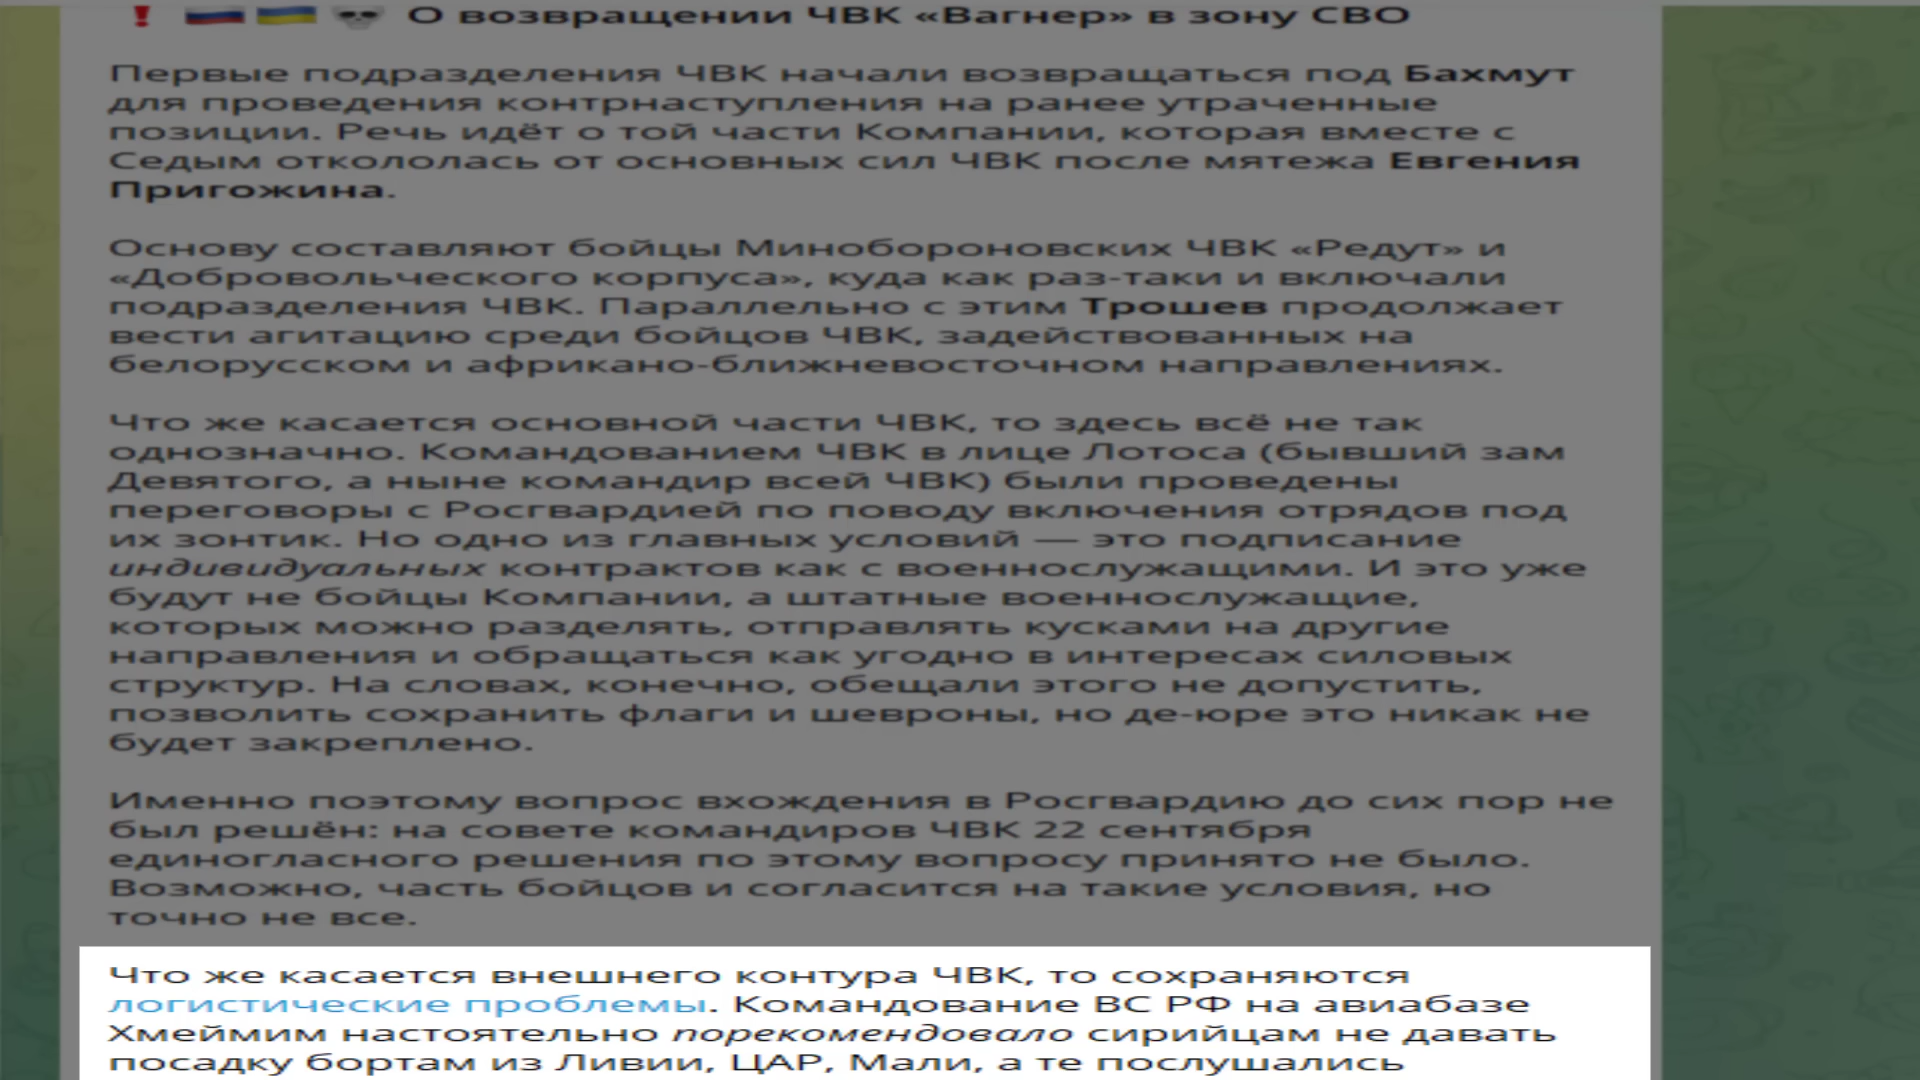 ❗ 🇷🇺 🇺🇦 💀 О возвращении ЧВК «Вагнер» в зону СВО
Первые подразделения ЧВК начали возвращаться под Бахмут
для проведения контрнаступления на ранее утраченные
позиции. Речь идёт о той части Компании, которая вместе с
Седым откололась от основных сил ЧВК после мятежа Евгения
Пригожина.
Основу составляют бойцы Минобороновских ЧВК «Редут» и
«Добровольческого корпуса», куда как раз-таки и включали
подразделения ЧВК. Параллельно с этим Трошев продолжает
вести агитацию среди бойцов ЧВК, задействованных на
белорусском и африкано-ближневосточном направлениях.
Что же касается основной части ЧВК, то здесь всё не так
однозначно. Командованием ЧВК в лице Лотоса (бывший зам
Девятого, а ныне командир всей ЧВК) были проведены
переговоры с Росгвардией по поводу включения отрядов под
их зонтик. Но одно из главных условий — это подписание
индивидуальных контрактов как с военнослужащими. И это уже
будут не бойцы Компании, а штатные военнослужащие,
которых можно разделять, отправлять кусками на другие
направления и обращаться как угодно в интересах силовых
структур. На словах, конечно, обещали этого не допустить,
позволить сохранить флаги и шевроны, но де-юре это никак не
будет закреплено.
Именно поэтому вопрос вхождения в Росгвардию до сих пор не
был решён: на совете командиров ЧВК 22 сентября
единогласного решения по этому вопросу принято не было.
Возможно, часть бойцов и согласится на такие условия, но
точно не все.
Что же касается внешнего контура ЧВК, то сохраняются
логистические проблемы. Командование ВС РФ на авиабазе
Хмеймим настоятельно порекомендовало сирийцам не давать
посадку бортам из Ливии, ЦАР, Мали, а те послушались